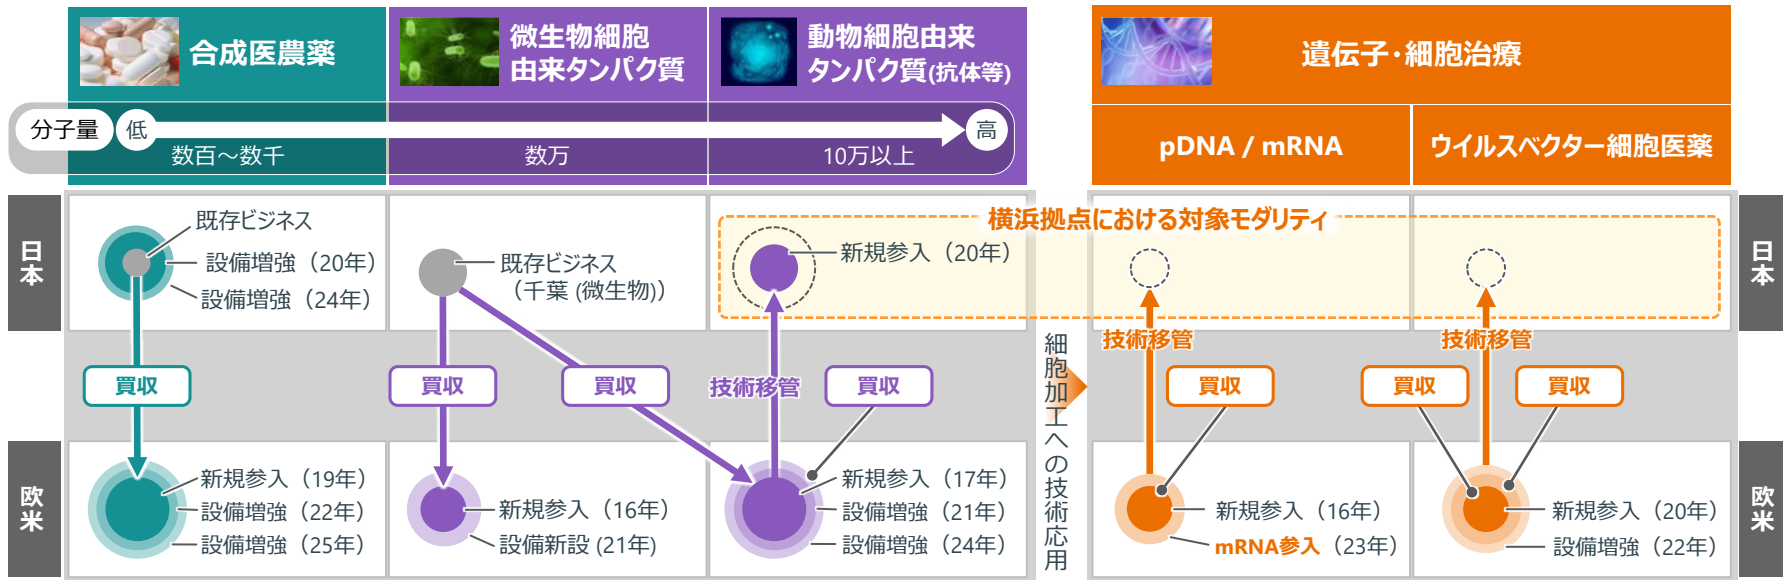 合成医農薬
微生物細胞
由来タンパク質
動物細胞由来
タンパク質(抗体等)
遺伝子・細胞治療
分子量
低
高
数百～数千
数万
10万以上
pDNA / mRNA
ウイルスベクター細胞医薬
日本
既存ビジネス
設備増強（20年）
設備増強（24年）
既存ビジネス
（千葉 (微生物)）
横浜拠点における対象モダリティ
新規参入（20年）
日本
買収
買収
買収
技術移管
買収
細胞加工への技術応用
技術移管
買収
技術移管
買収
買収
欧米
新規参入（19年）
設備増強（22年）
設備増強（25年）
新規参入（16年）
設備新設 (21年)
新規参入（17年）
設備増強（21年）
設備増強（24年）
新規参入（16年）
mRNA参入（23年）
新規参入（20年）
設備増強（22年）
欧米